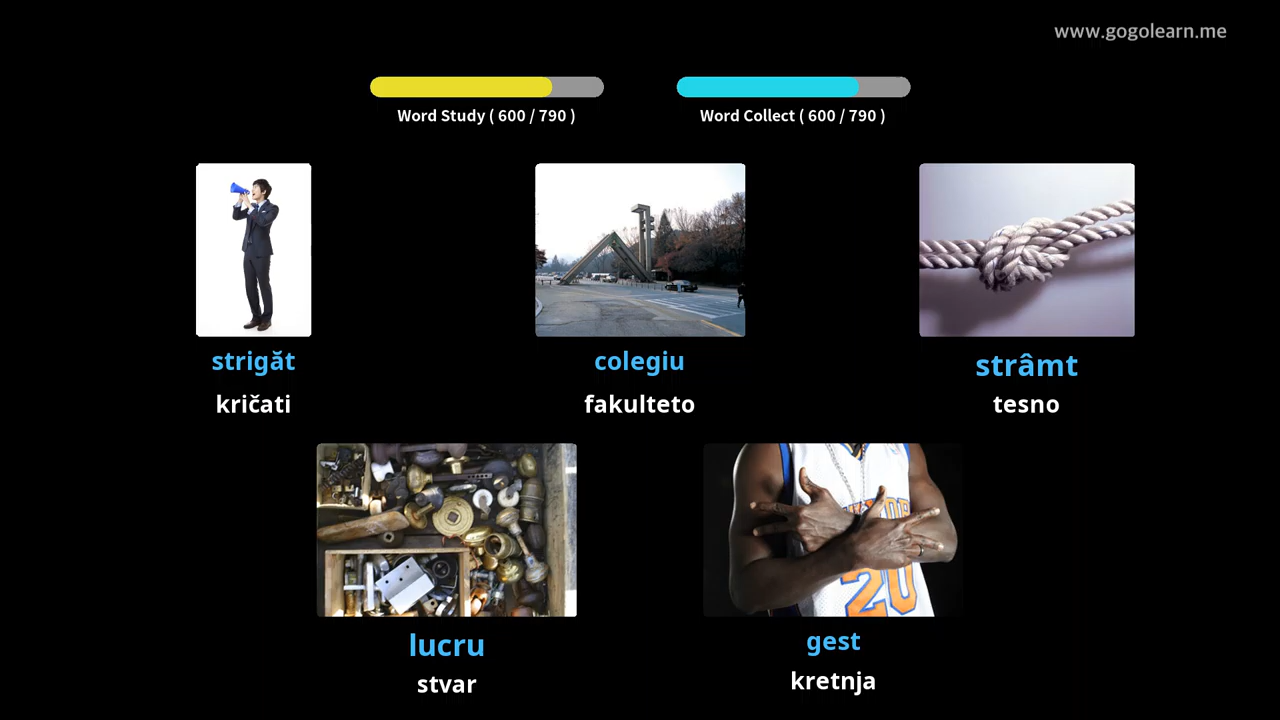 www.gogolearn.me
Word Study ( 600 / 790 )
Word Collect ( 600 / 790 )
strigăt
colegiu
strâmt
kričati
fakulteto
tesno
20
lucru
gest
stvar
kretnja